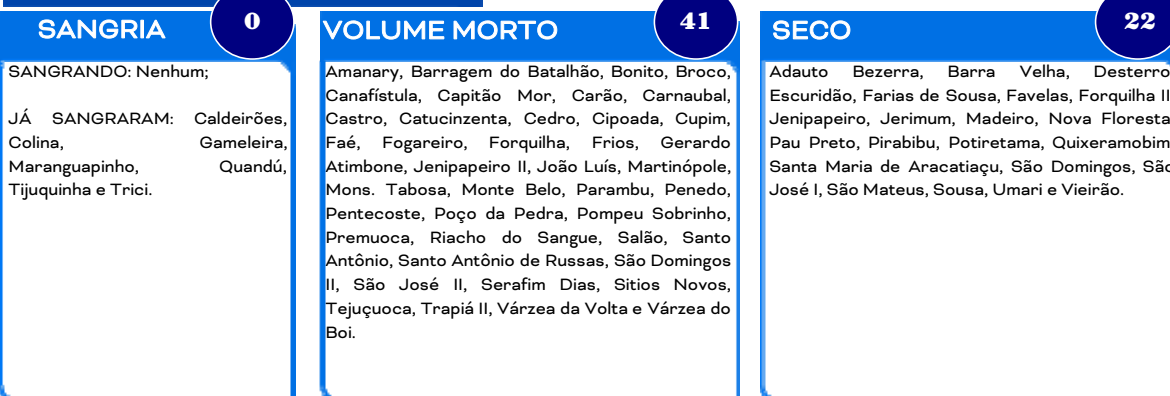 SANGRIA
0
SANGRANDO: Nenhum;
JÁ SANGRARAM: Caldeirões,
Colina, Gameleira,
Maranguapinho, Quandú,
Tijuquinha e Trici.
VOLUME MORTO
41
Amanary, Barragem do Batalhão, Bonito, Broco,
Canafístula, Capitão Mor, Carão, Carnaubal,
Castro, Catucinzenta, Cedro, Cipoada, Cupim,
Faé, Fogareiro, Forquilha, Frios, Gerardo
Atimbone, Jenipapeiro II, João Luís, Martinópole,
Mons. Tabosa, Monte Belo, Parambu, Penedo,
Pentecoste, Poço da Pedra, Pompeu Sobrinho,
Premuoca, Riacho do Sangue, Salão, Santo
Antônio, Santo Antônio de Russas, São Domingos
II, São José II, Serafim Dias, Sitios Novos,
Tejuçuoca, Trapiá II, Várzea da Volta e Várzea do
Boi.
SECO
22
Adauto Bezerra, Barra Velha, Desterro
Escuridão, Farias de Sousa, Favelas, Forquilha II
Jenipapeiro, Jerimum, Madeiro, Nova Floresta
Pau Preto, Pirabibu, Potiretama, Quixeramobim
Santa Maria de Aracatiaçu, São Domingos, São
José I, São Mateus, Sousa, Umari e Vieirão.